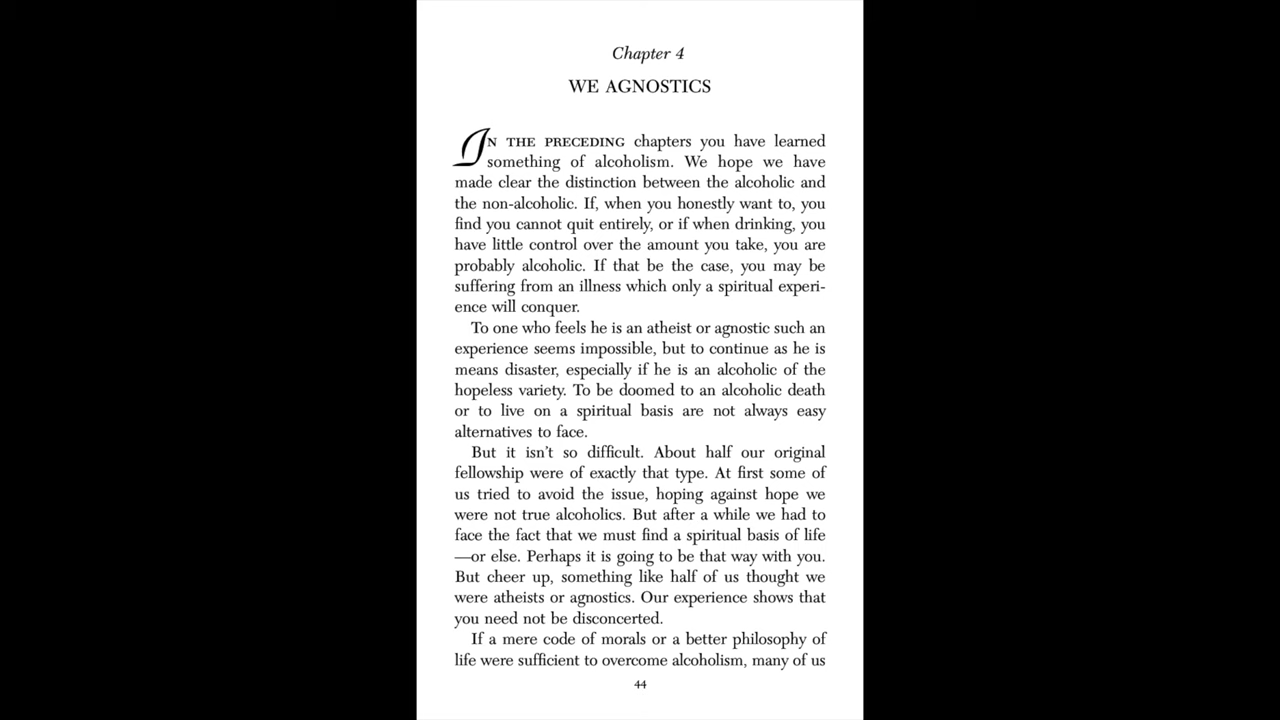 Chapter 4
WE AGNOSTICS
IN THE PRECEDING chapters you have learned
something of alcoholism. We hope we have
made clear the distinction between the alcoholic and
the non-alcoholic. If, when you honestly want to, you
find you cannot quit entirely, or if when drinking, you
have little control over the amount you take, you are
probably alcoholic. If that be the case, you may be
suffering from an illness which only a spiritual experi-
ence will conquer.
To one who feels he is an atheist or agnostic such an
experience seems impossible, but to continue as he is
means disaster, especially if he is an alcoholic of the
hopeless variety. To be doomed to an alcoholic death
or to live on a spiritual basis are not always easy
alternatives to face.
But it isn’t so difficult. About half our original
fellowship were of exactly that type. At first some of
us tried to avoid the issue, hoping against hope we
were not true alcoholics. But after a while we had to
face the fact that we must find a spiritual basis of life
—or else. Perhaps it is going to be that way with you.
But cheer up, something like half of us thought we
were atheists or agnostics. Our experience shows that
you need not be disconcerted.
If a mere code of morals or a better philosophy of
life were sufficient to overcome alcoholism, many of us
44